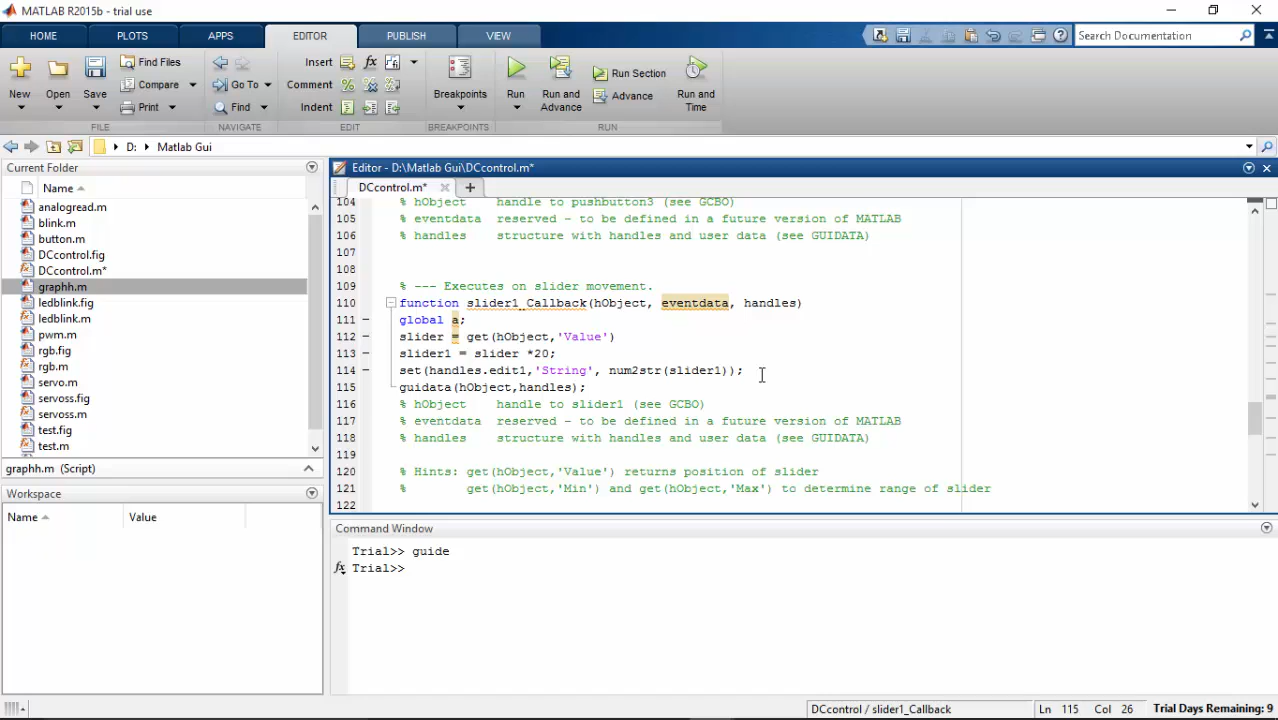 MATLAB R2015b - trial use
HOME PLOTS APPS EDITOR PUBLISH VIEW
Search Documentation
New Open Save Find Files Compare Print
Go To Find
Insert fx Comment Indent
Breakpoints
Run Run and Advance Run Section Advance Run and Time
FILE NAVIGATE EDIT BREAKPOINTS RUN
D: Matlab Gui
Current Folder
Name
analogread.m
blink.m
button.m
DCcontrol.fig
DCcontrol.m*
graphh.m
ledblink.fig
ledblink.m
pwm.m
rgb.fig
rgb.m
servo.m
servoss.fig
servoss.m
test.fig
test.m
graphh.m (Script)
Workspace
Name Value
Editor - D:\Matlab Gui\DCcontrol.m*
DCcontrol.m*
104 % hObject    handle to pushbutton3 (see GCBO)
105 % eventdata  reserved - to be defined in a future version of MATLAB
106 % handles    structure with handles and user data (see GUIDATA)
107
108
109 % --- Executes on slider movement.
110 function slider1_Callback(hObject, eventdata, handles)
111 - global a;
112 - slider = get(hObject,'Value')
113 - slider1 = slider *20;
114 - set(handles.edit1,'String', num2str(slider1));
115 guidata(hObject,handles);
116 % hObject    handle to slider1 (see GCBO)
117 % eventdata  reserved - to be defined in a future version of MATLAB
118 % handles    structure with handles and user data (see GUIDATA)
119
120 % Hints: get(hObject,'Value') returns position of slider
121 %        get(hObject,'Min') and get(hObject,'Max') to determine range of slider
122
Command Window
Trial>> guide
fx Trial>>
DCcontrol / slider1_Callback Ln 115 Col 26 Trial Days Remaining: 9